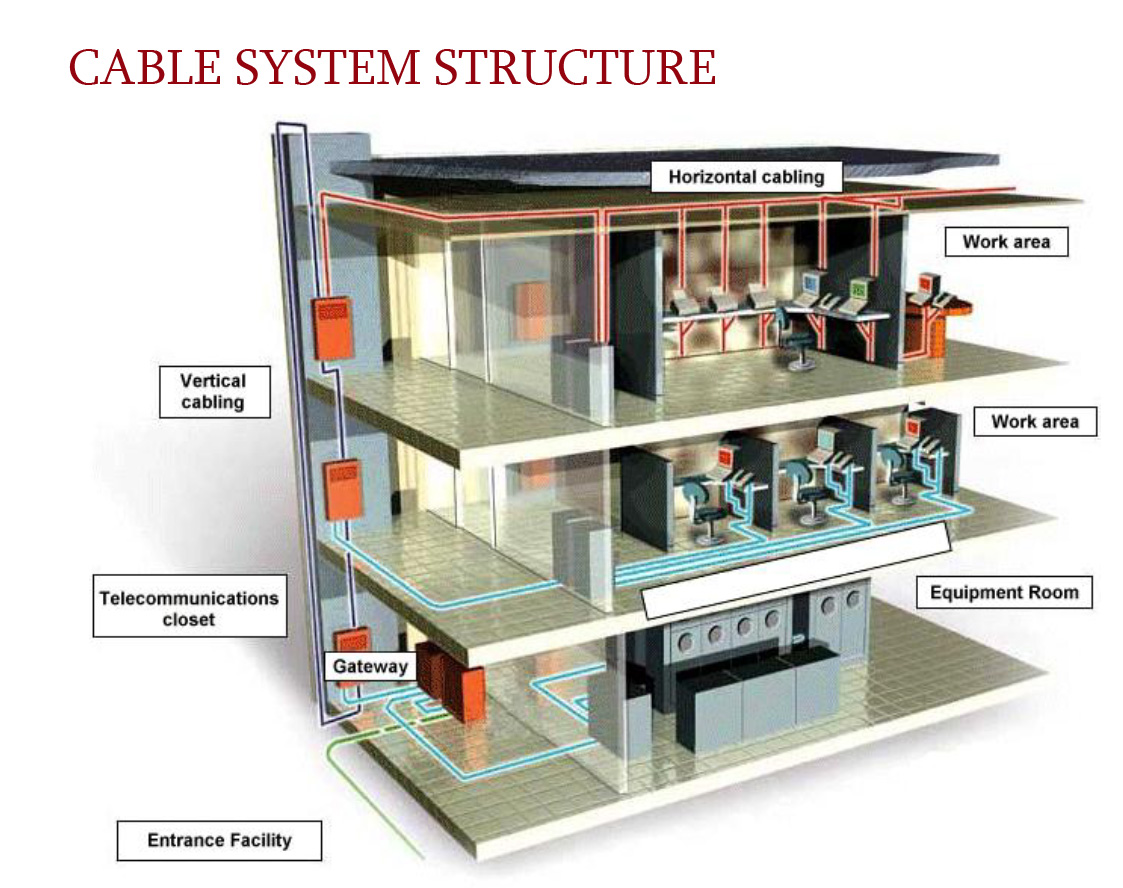 CABLE SYSTEM STRUCTURE
Horizontal cabling
Work area
Vertical
cabling
Work area
Telecommunications
closet
Equipment Room
Gateway
Entrance Facility